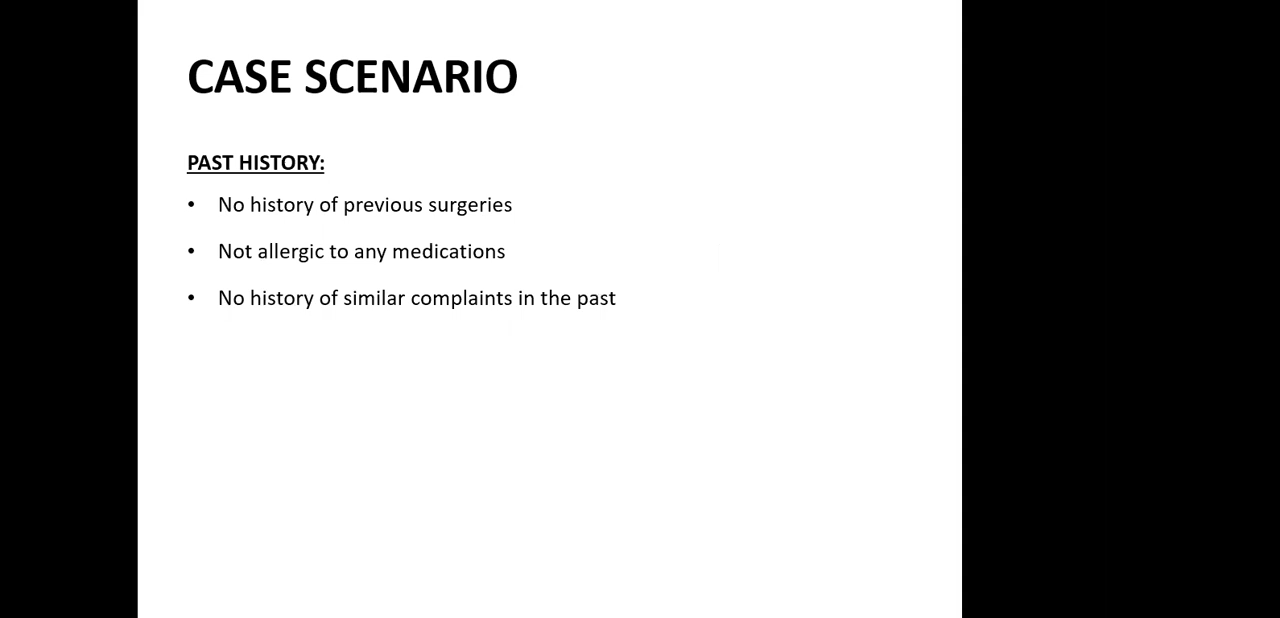 CASE SCENARIO
PAST HISTORY:
• No history of previous surgeries
• Not allergic to any medications
• No history of similar complaints in the past